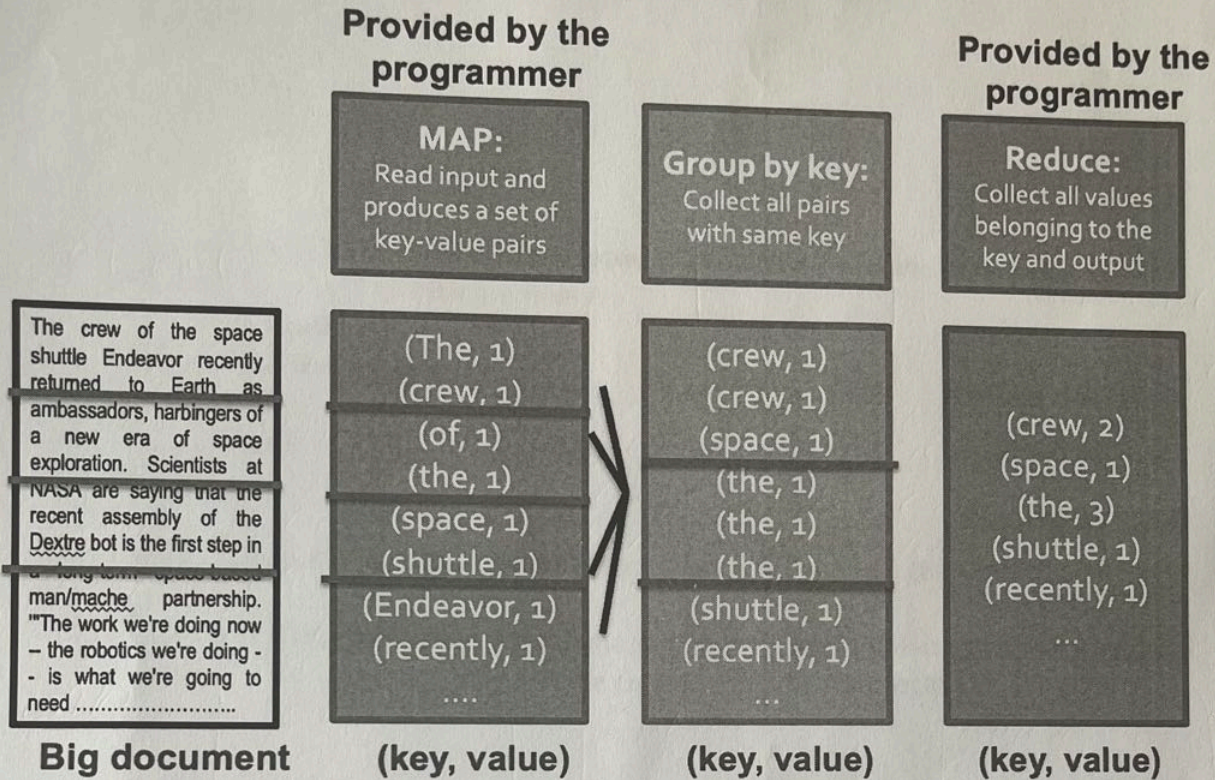 Provided by the
programmer
Provided by the
programmer
MAP:
Read input and
produces a set of
key-value pairs
Group by key:
Collect all pairs
with same key
Reduce:
Collect all values
belonging to the
key and output
The crew of the space
shuttle Endeavor recently
returned to Earth as
ambassadors, harbingers of
a new era of space
exploration. Scientists at
NASA are saying that the
recent assembly of the
Dextre bot is the first step in
a long-term space-based
man/mache partnership.
'"The work we're doing now
– the robotics we're doing -
- is what we're going to
need ..........................
(The, 1)
(crew, 1)
(of, 1)
(the, 1)
(space, 1)
(shuttle, 1)
(Endeavor, 1)
(recently, 1)
....
(crew, 1)
(crew, 1)
(space, 1)
(the, 1)
(the, 1)
(the, 1)
(shuttle, 1)
(recently, 1)
...
(crew, 2)
(space, 1)
(the, 3)
(shuttle, 1)
(recently, 1)
...
Big document
(key, value)
(key, value)
(key, value)